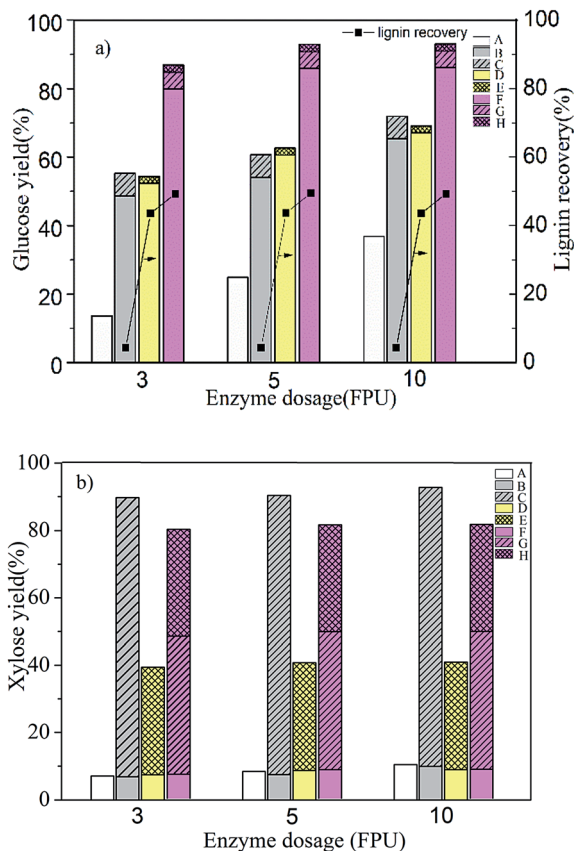 a)
lignin recovery
A
B
C
D
E
F
G
H
100
80
60
40
20
0
Glucose yield(%)
100
80
60
40
20
0
Lignin recovery(%)
3 5 10
Enzyme dosage(FPU)
b)
A
B
C
D
E
F
G
H
100
80
60
40
20
0
Xylose yield(%)
3 5 10
Enzyme dosage (FPU)